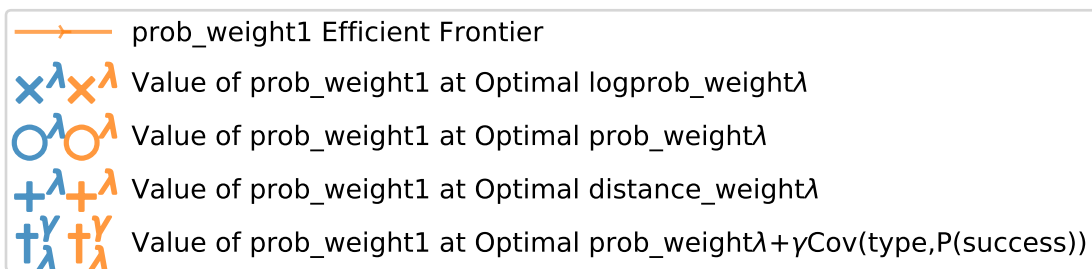 prob_weight1 Efficient Frontier
λ λ Value of prob_weight1 at Optimal logprob_weightλ
λ λ Value of prob_weight1 at Optimal prob_weightλ
λ λ Value of prob_weight1 at Optimal distance_weightλ
γ γ Value of prob_weight1 at Optimal prob_weightλ+γCov(type,P(success))
λ λ